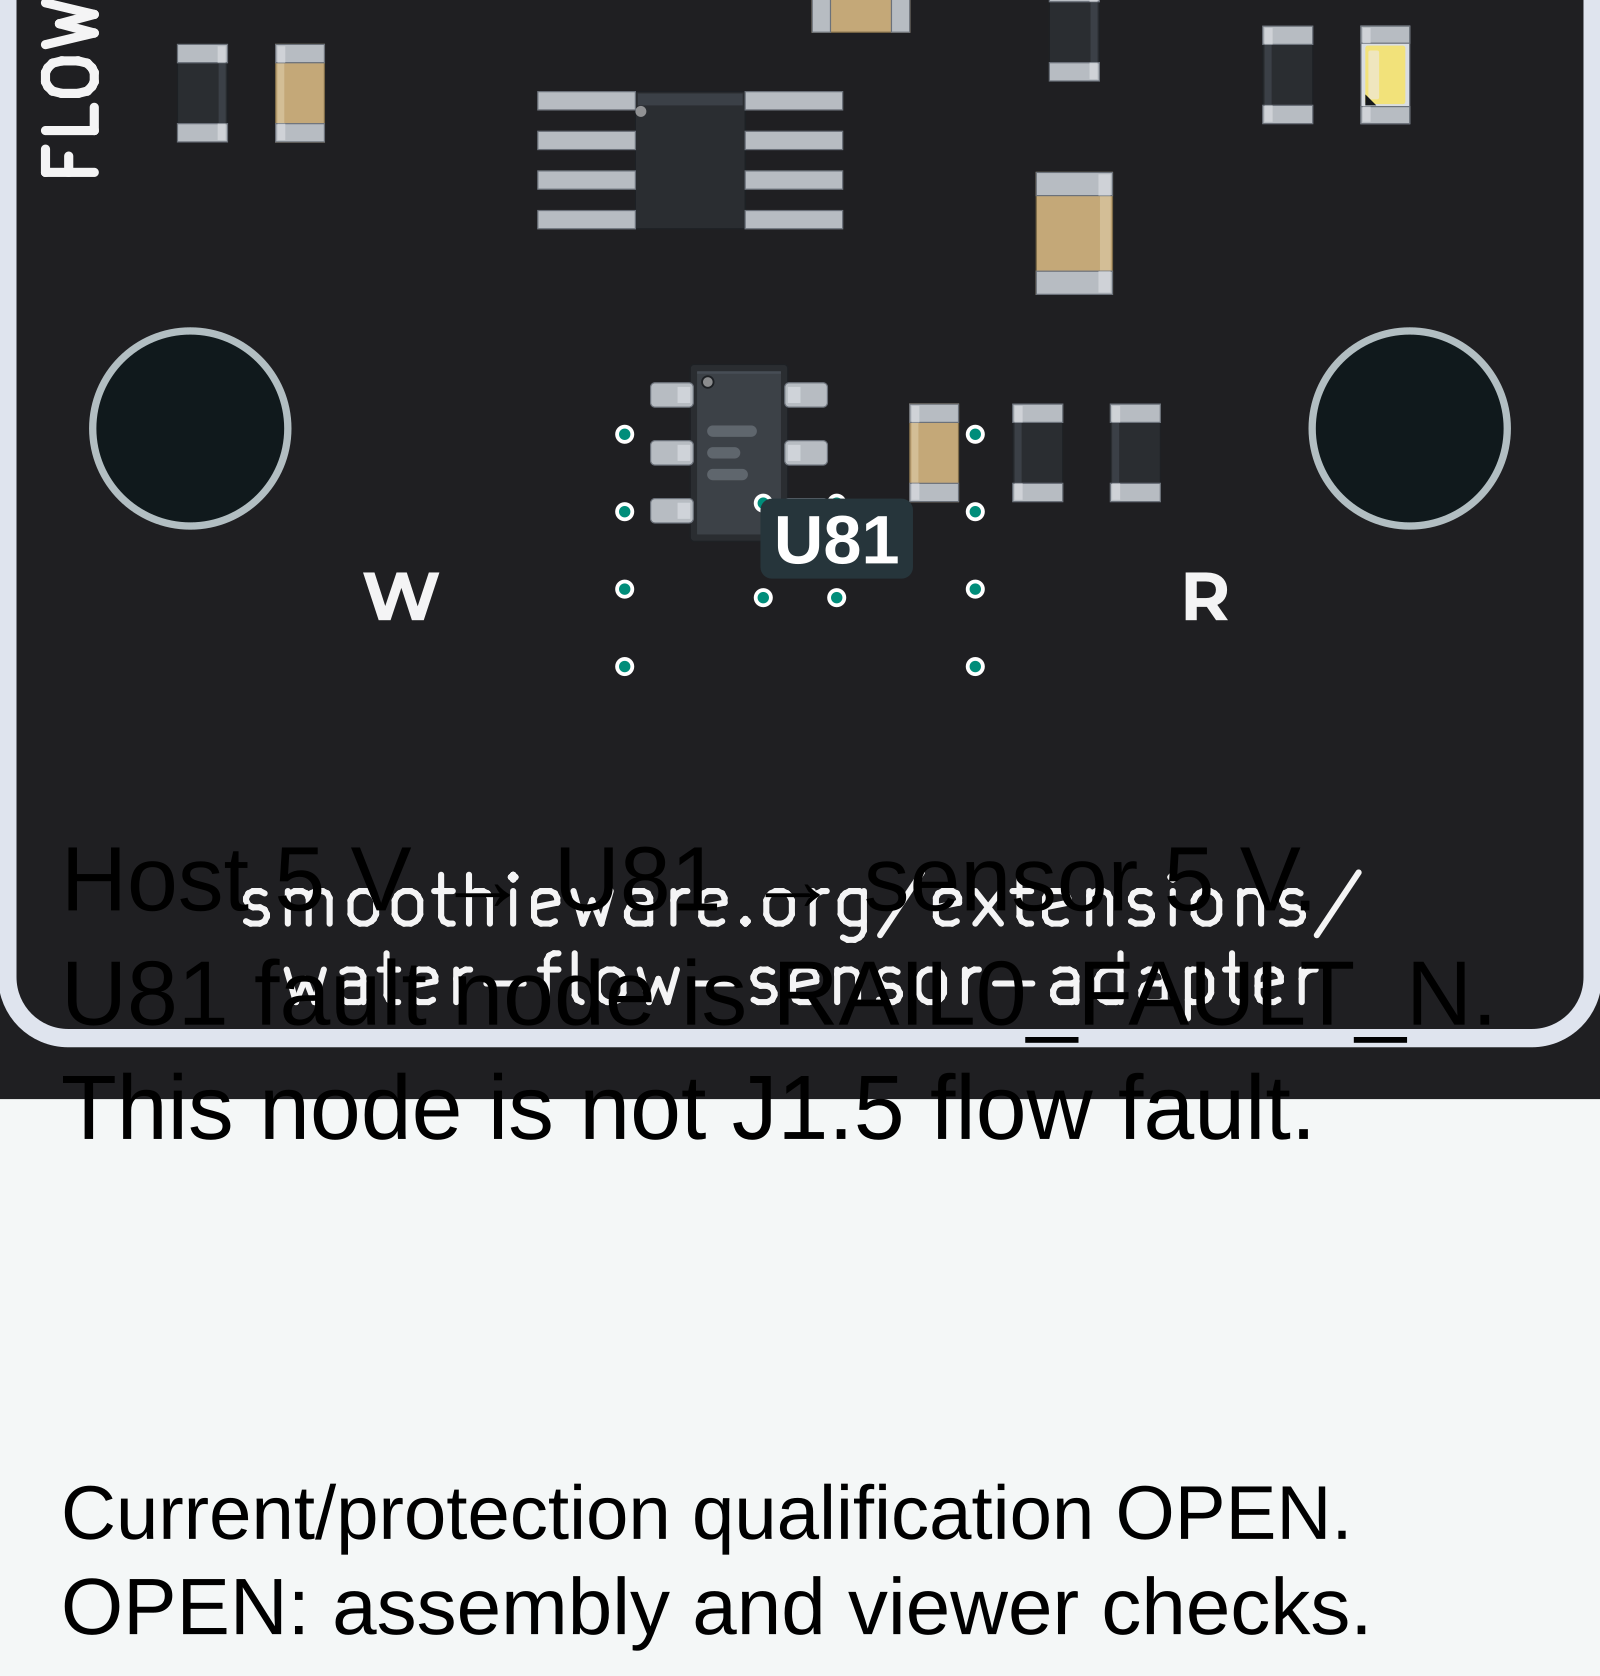 FLOW
U81
W
R
Host 5 V → U81 → sensor 5 V.
smoothieware.org/extensions/
water-flow-sensor-adapter
U81 fault node is RAIL0_FAULT_N.
This node is not J1.5 flow fault.
Current/protection qualification OPEN.
OPEN: assembly and viewer checks.